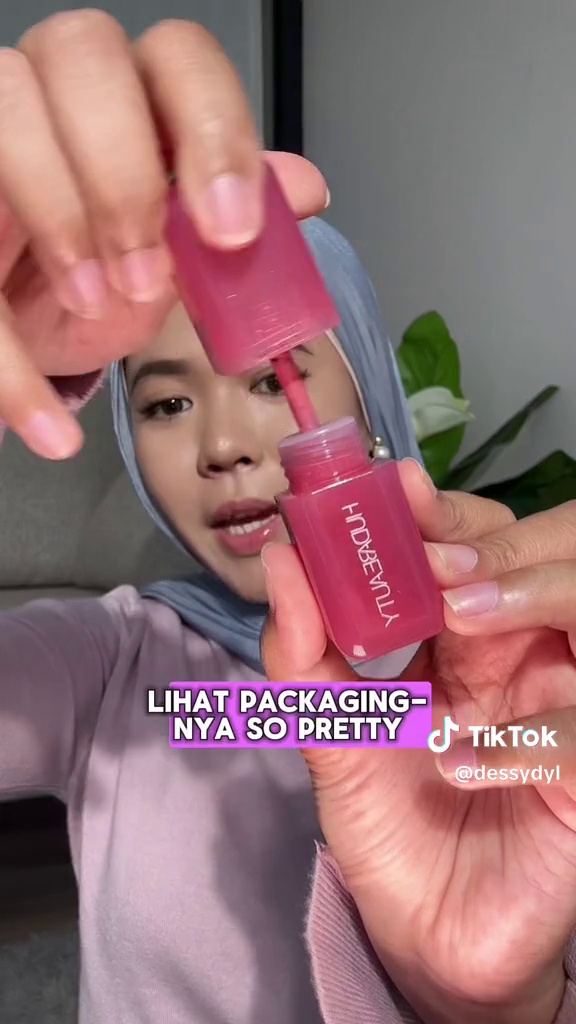 HUDABEAUTY
LIHAT PACKAGING-
NYA SO PRETTY
TikTok
@dessydyl